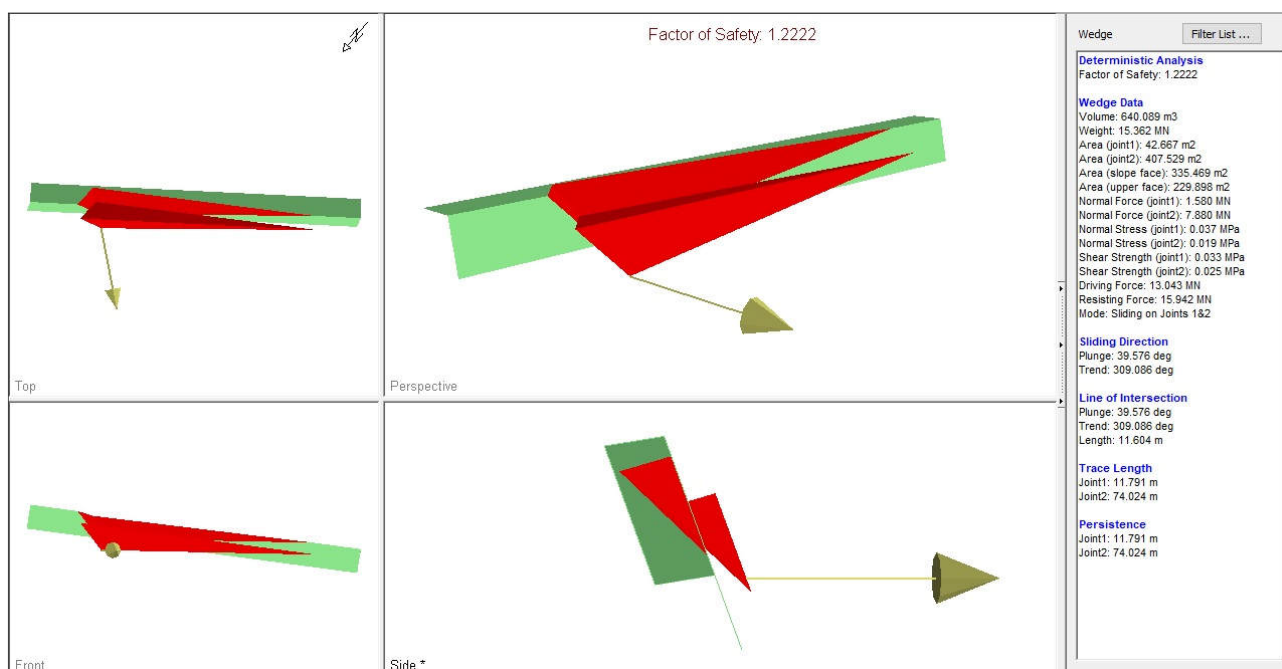 Factor of Safety: 1.2222
N
Top
Perspective
Front
Side *
Wedge
Filter List ...
Deterministic Analysis
Factor of Safety: 1.2222
Wedge Data
Volume: 640.089 m3
Weight: 15.362 MN
Area (joint1): 42.667 m2
Area (joint2): 407.529 m2
Area (slope face): 335.469 m2
Area (upper face): 229.898 m2
Normal Force (joint1): 1.580 MN
Normal Force (joint2): 7.880 MN
Normal Stress (joint1): 0.037 MPa
Normal Stress (joint2): 0.019 MPa
Shear Strength (joint1): 0.033 MPa
Shear Strength (joint2): 0.025 MPa
Driving Force: 13.043 MN
Resisting Force: 15.942 MN
Mode: Sliding on Joints 1&2
Sliding Direction
Plunge: 39.576 deg
Trend: 309.086 deg
Line of Intersection
Plunge: 39.576 deg
Trend: 309.086 deg
Length: 11.604 m
Trace Length
Joint1: 11.791 m
Joint2: 74.024 m
Persistence
Joint1: 11.791 m
Joint2: 74.024 m